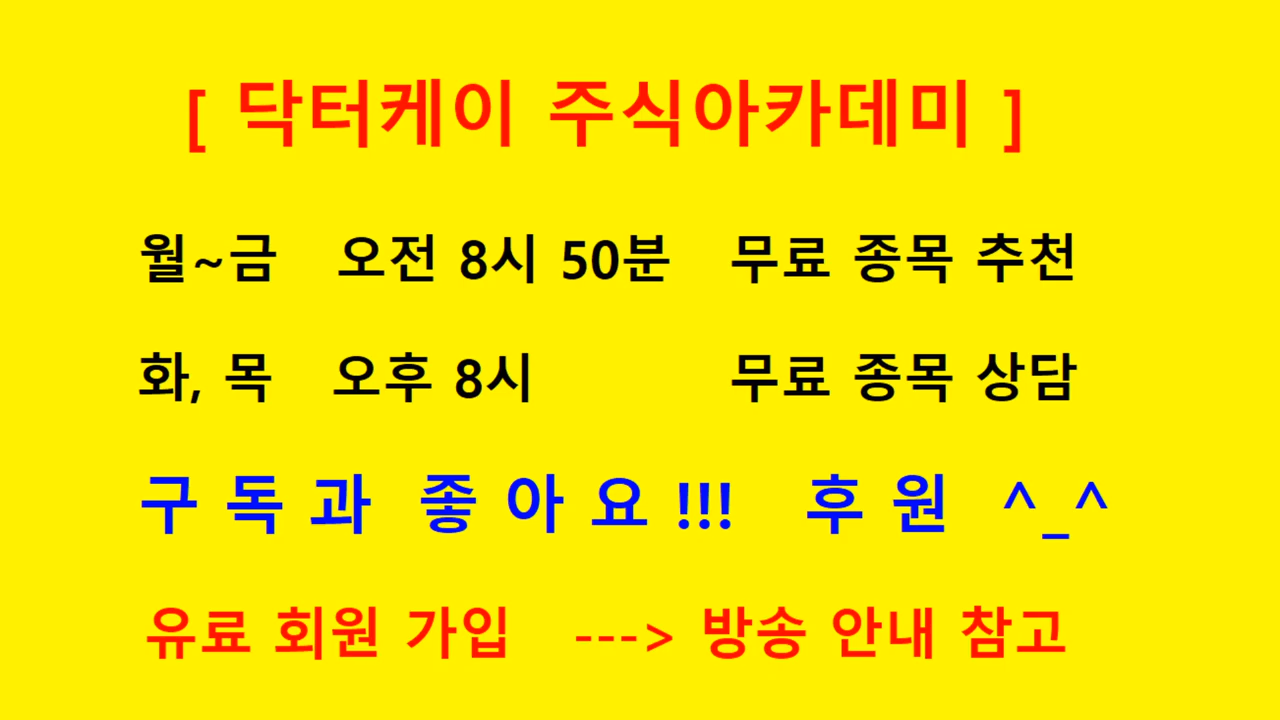 [ 닥터케이 주식아카데미 ]
월~금 오전 8시 50분 무료 종목 추천
화, 목 오후 8시 무료 종목 상담
구 독 과 좋 아 요 !!! 후 원 ^_^
유료 회원 가입 ---> 방송 안내 참고